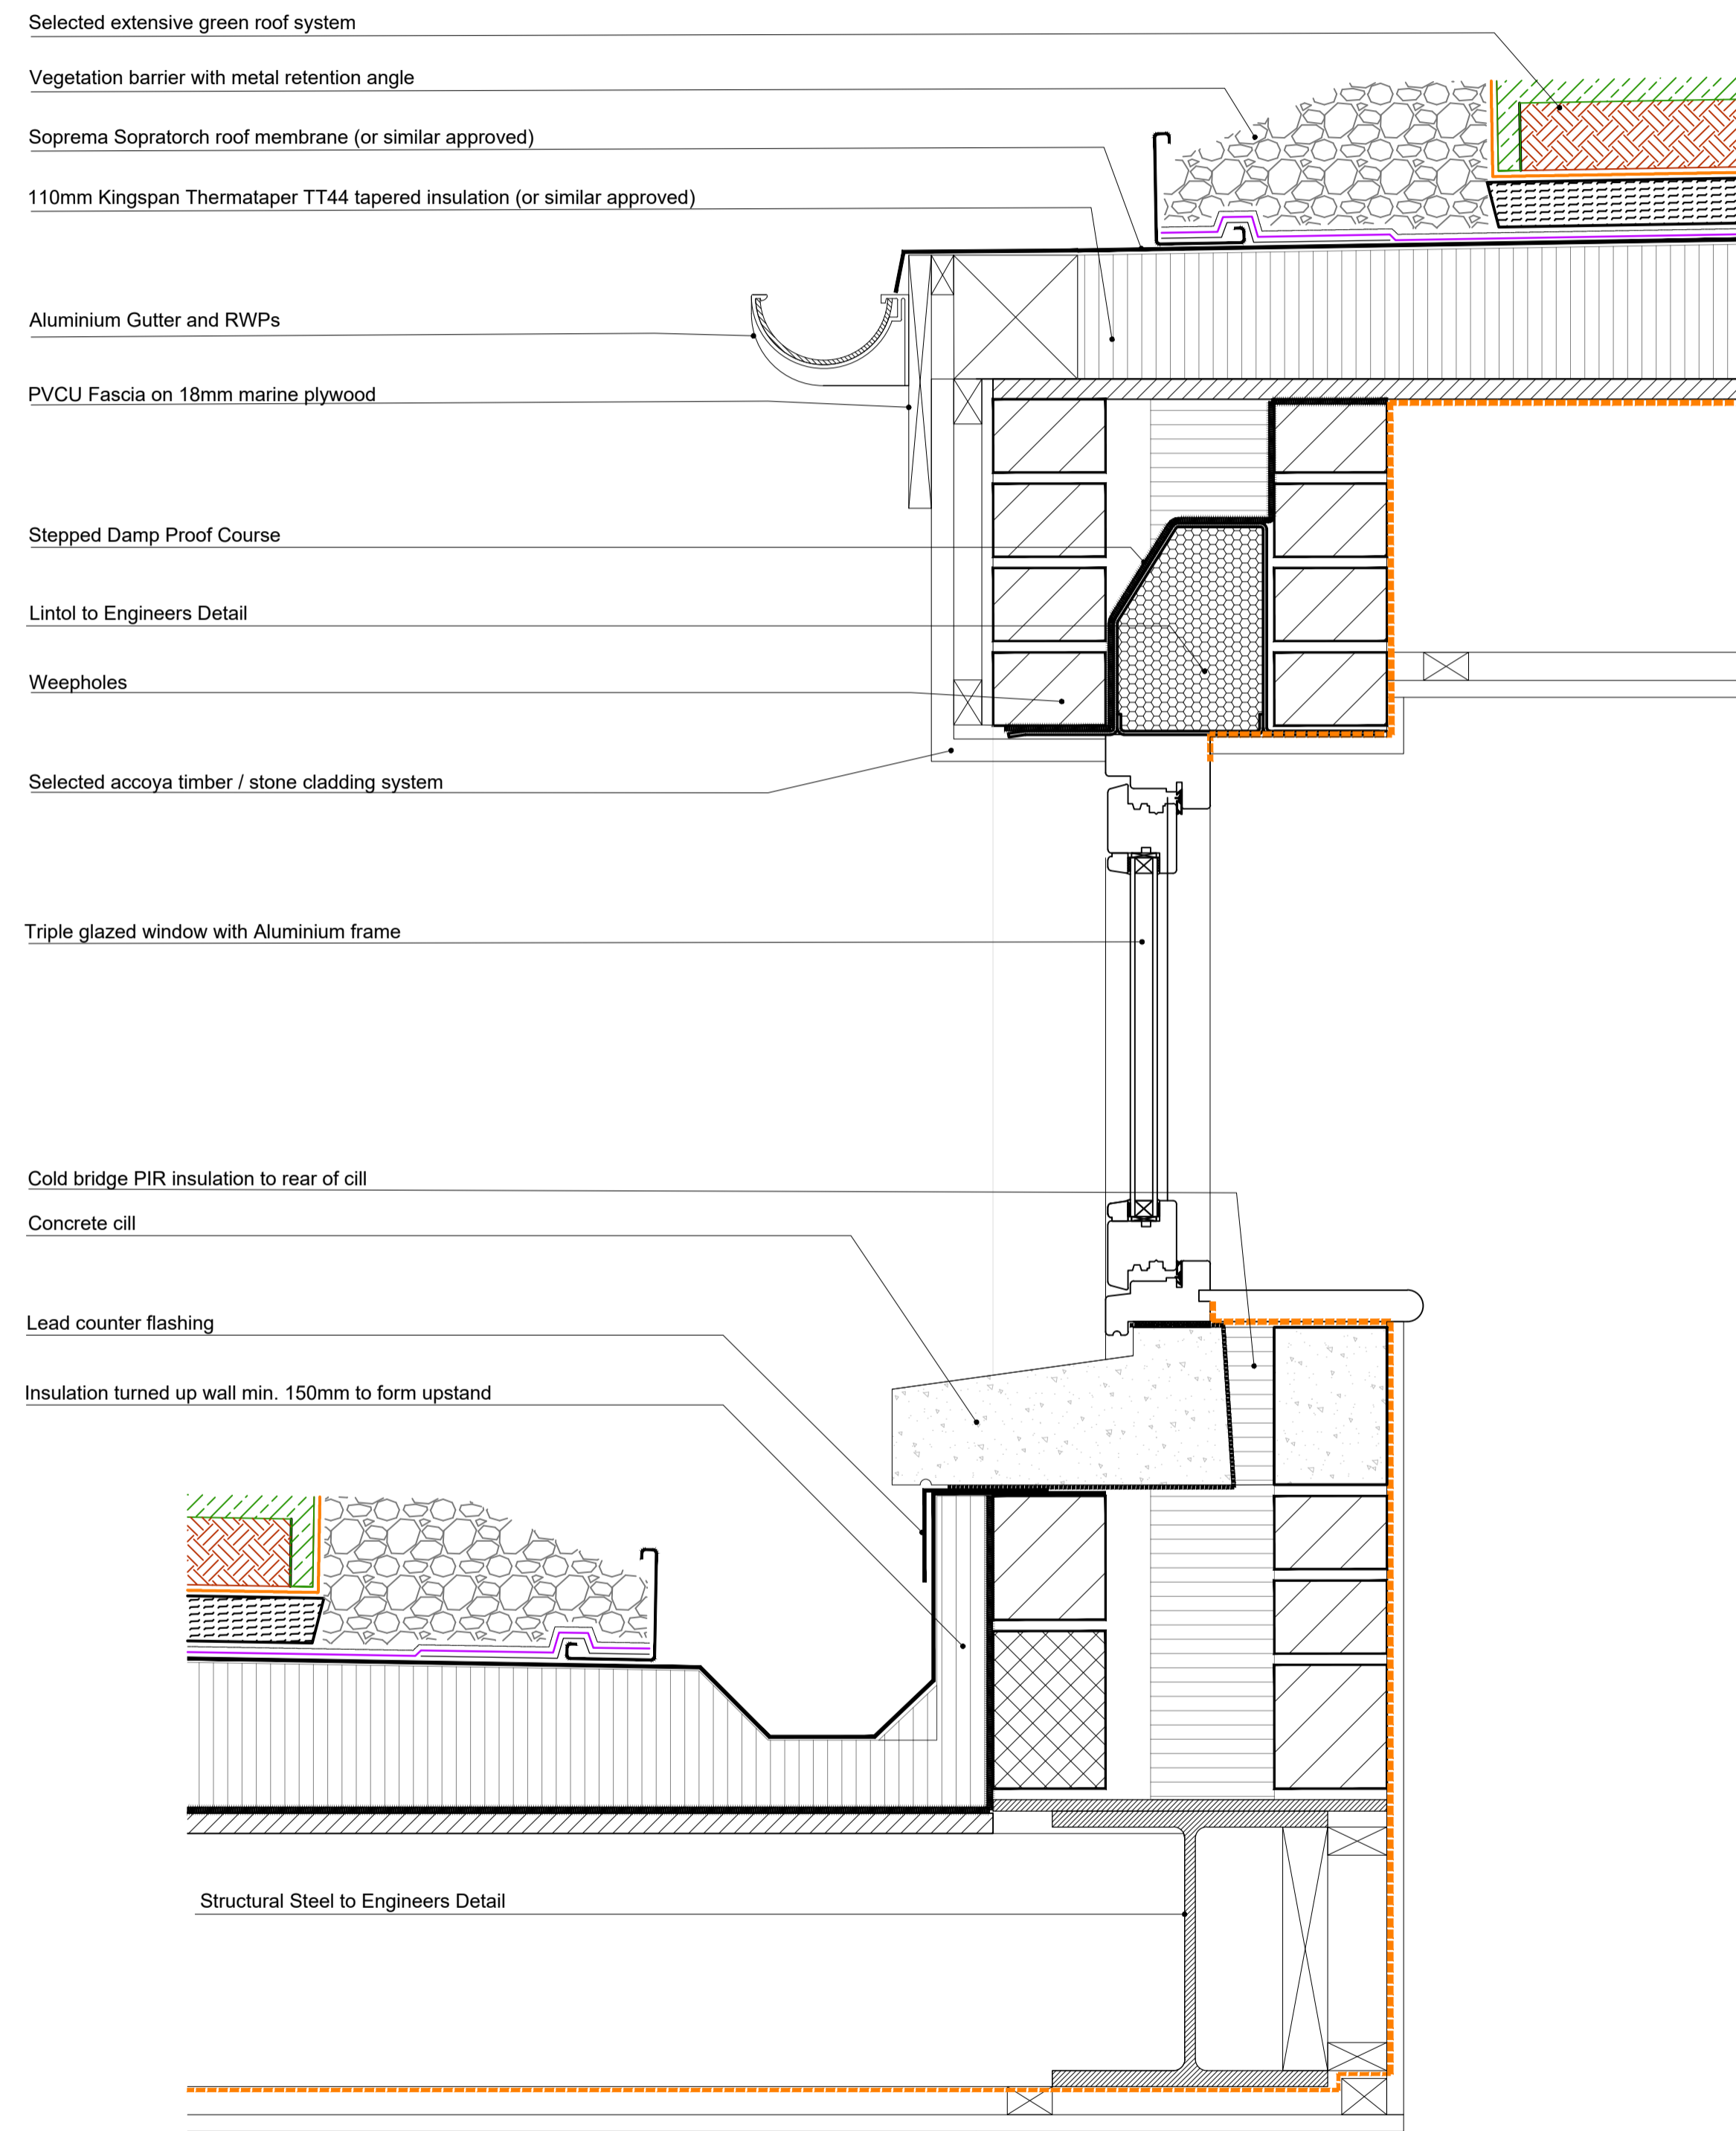 Selected extensive green roof system
Vegetation barrier with metal retention angle
Soprema Sopratorch roof membrane (or similar approved)
110mm Kingspan Thermataper TT44 tapered insulation (or similar approved)
Aluminium Gutter and RWPs
PVCU Fascia on 18mm marine plywood
Stepped Damp Proof Course
Lintol to Engineers Detail
Weepholes
Selected accoya timber / stone cladding system
Triple glazed window with Aluminium frame
Cold bridge PIR insulation to rear of cill
Concrete cill
Lead counter flashing
Insulation turned up wall min. 150mm to form upstand
Structural Steel to Engineers Detail